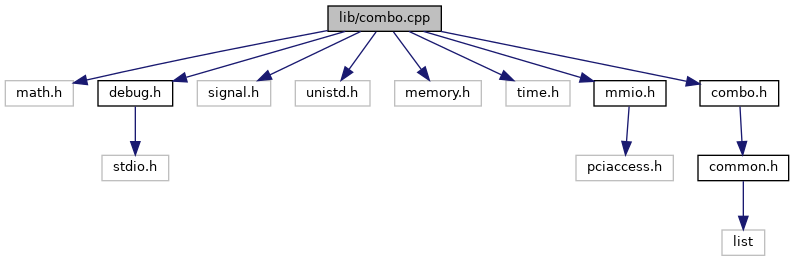 lib/combo.cpp
math.h
debug.h
signal.h
unistd.h
memory.h
time.h
mmio.h
combo.h
stdio.h
pciaccess.h
common.h
list